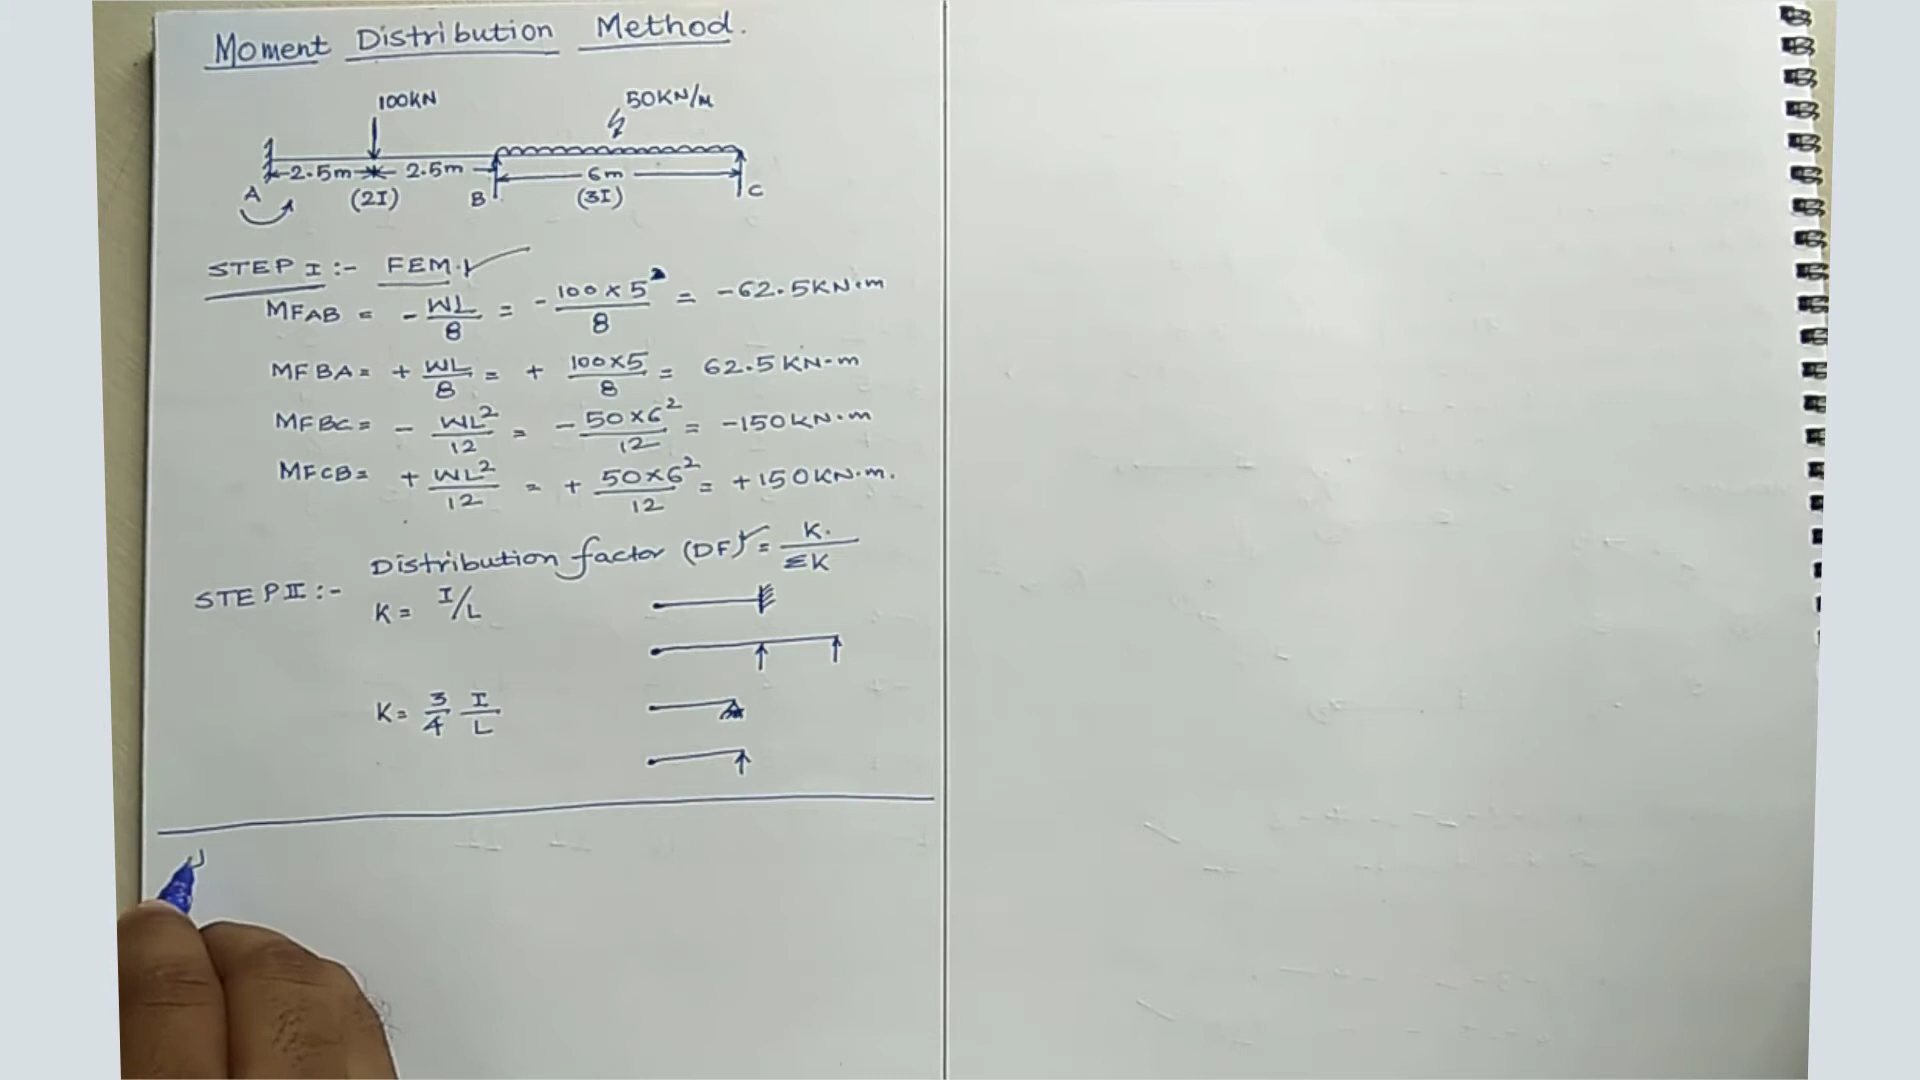 Moment Distribution Method.
100KN
50KN/M
2.5m 2.5m 6m
A (2I) B (3I) C
STEP I :- FEM.
MFAB = - WL/8 = - 100 × 5/8 = -62.5KN.m
MFBA = + WL/8 = + 100×5/8 = 62.5 KN-m
MFBC = - WL²/12 = - 50×6²/12 = -150KN.m
MFCB = + WL²/12 = + 50×6²/12 = +150KN.m.
Distribution factor (DF) = K./ΣK
STEP II :-
K = I/L
K = 3/4 I/L